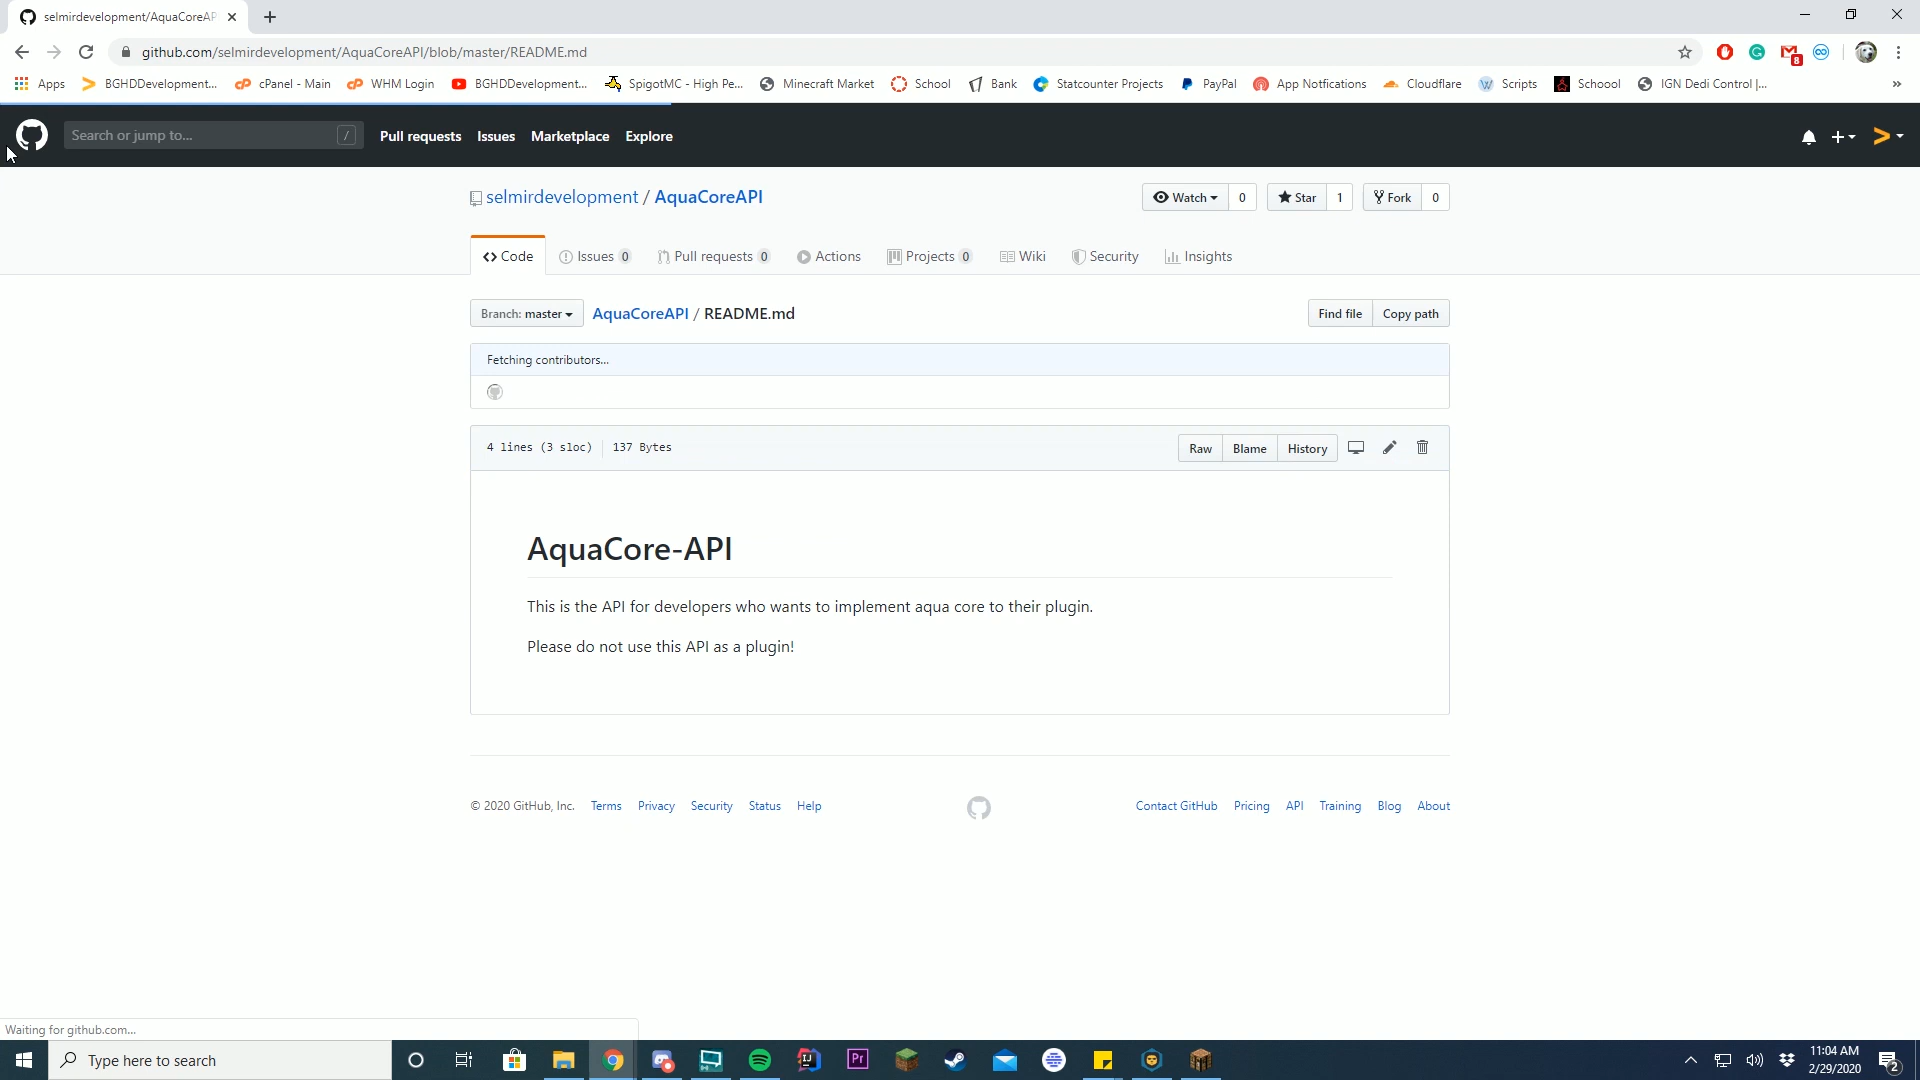 selmirdevelopment/AquaCoreAP
github.com/selmirdevelopment/AquaCoreAPI/blob/master/README.md
8
Apps
BGHDDevelopment...
cPanel - Main
WHM Login
BGHDDevelopment...
SpigotMC - High Pe...
Minecraft Market
School
Bank
Statcounter Projects
PayPal
App Notfications
Cloudflare
Scripts
Schoool
IGN Dedi Control |...
»
Search or jump to...
/
Pull requests
Issues
Marketplace
Explore
selmirdevelopment / AquaCoreAPI
Watch 0
Star 1
Fork 0
Code
Issues 0
Pull requests 0
Actions
Projects 0
Wiki
Security
Insights
Branch: master
AquaCoreAPI / README.md
Find file
Copy path
Fetching contributors...
4 lines (3 sloc)
137 Bytes
Raw
Blame
History
AquaCore-API
This is the API for developers who wants to implement aqua core to their plugin.
Please do not use this API as a plugin!
© 2020 GitHub, Inc.
Terms
Privacy
Security
Status
Help
Contact GitHub
Pricing
API
Training
Blog
About
Waiting for github.com...
Type here to search
IJ
Pr
11:04 AM
2/29/2020
2